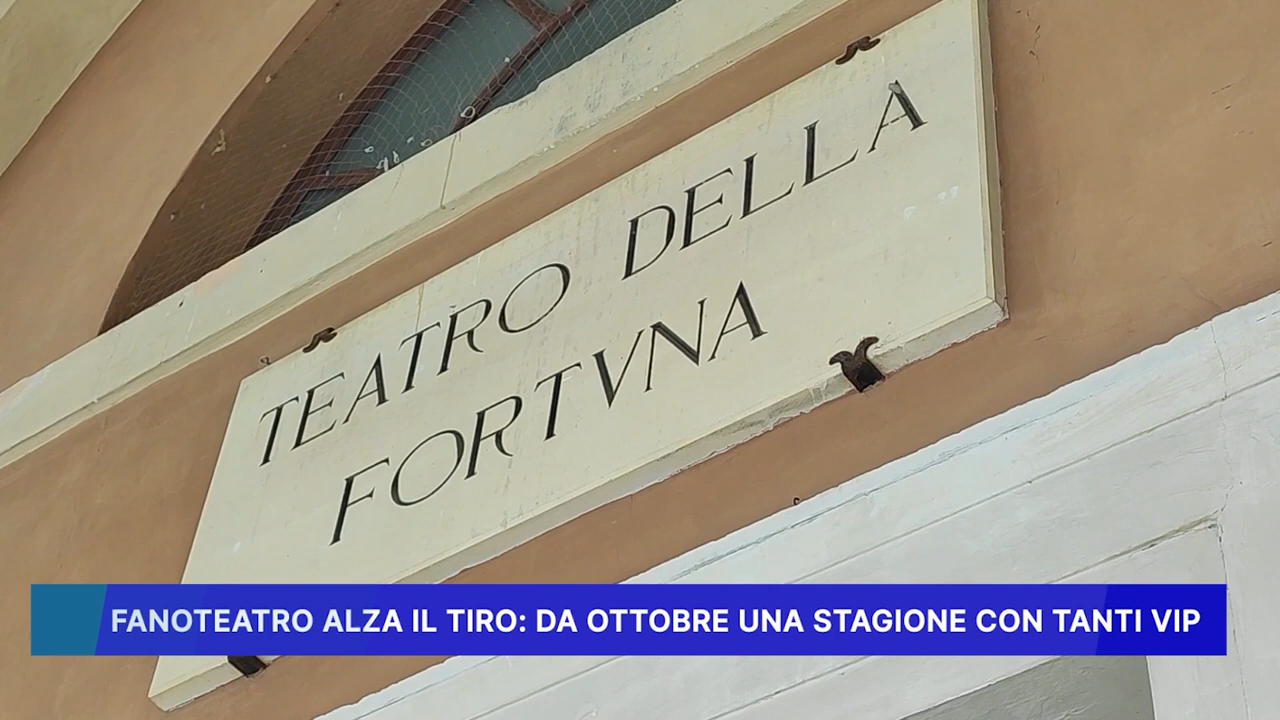 TEATRO DELLA
FORTVNA
FANOTEATRO ALZA IL TIRO: DA OTTOBRE UNA STAGIONE CON TANTI VIP